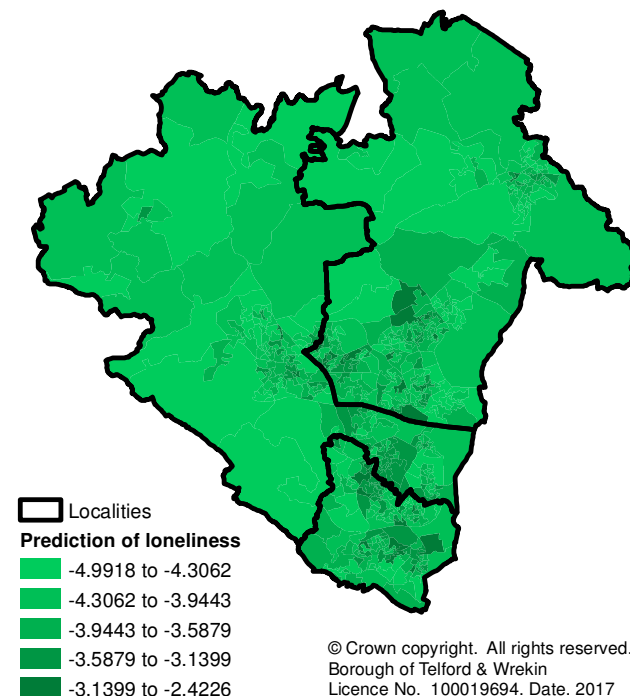 Localities
Prediction of loneliness
-4.9918 to -4.3062
-4.3062 to -3.9443
-3.9443 to -3.5879
-3.5879 to -3.1399
-3.1399 to -2.4226
© Crown copyright. All rights reserved.
Borough of Telford & Wrekin
Licence No. 100019694. Date. 2017